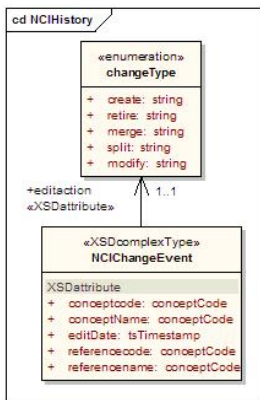 cd NCIHistory
«enumeration»
changeType
+ create: string
+ retire: string
+ merge: string
+ split: string
+ modify: string
+editaction 1..1
«XSDattribute»
«XSDcomplexType»
NCIChangeEvent
XSDattribute
+ conceptcode: conceptCode
+ conceptName: conceptCode
+ editDate: tsTimestamp
+ referencecode: conceptCode
+ referencename: conceptCode